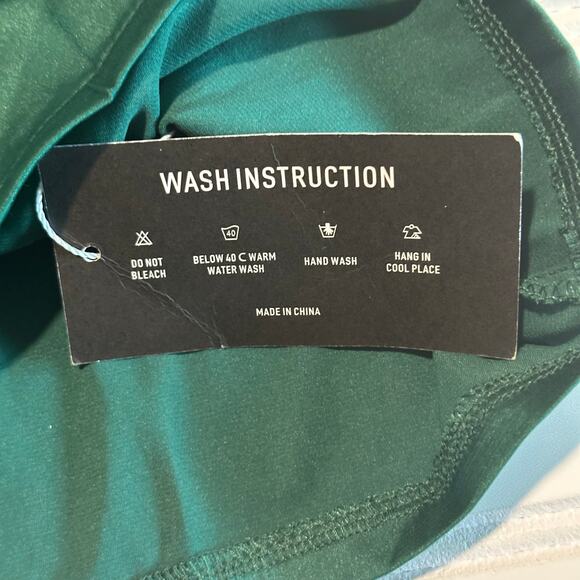 WASH INSTRUCTION
40
DO NOT
BLEACH
BELOW 40 C WARM
WATER WASH
HAND WASH
HANG IN
COOL PLACE
MADE IN CHINA